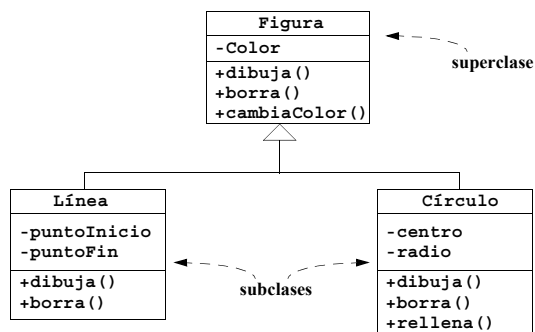 Figura
-Color
+dibuja()
+borra()
+cambiaColor()
superclase
Línea
-puntoInicio
-puntoFin
+dibuja()
+borra()
subclases
Círculo
-centro
-radio
+dibuja()
+borra()
+rellena()